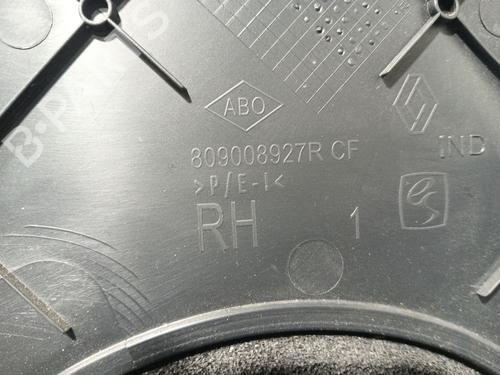 ABO
809008927R CF
IND
>P/E-I<
RH
1
B-PARTS